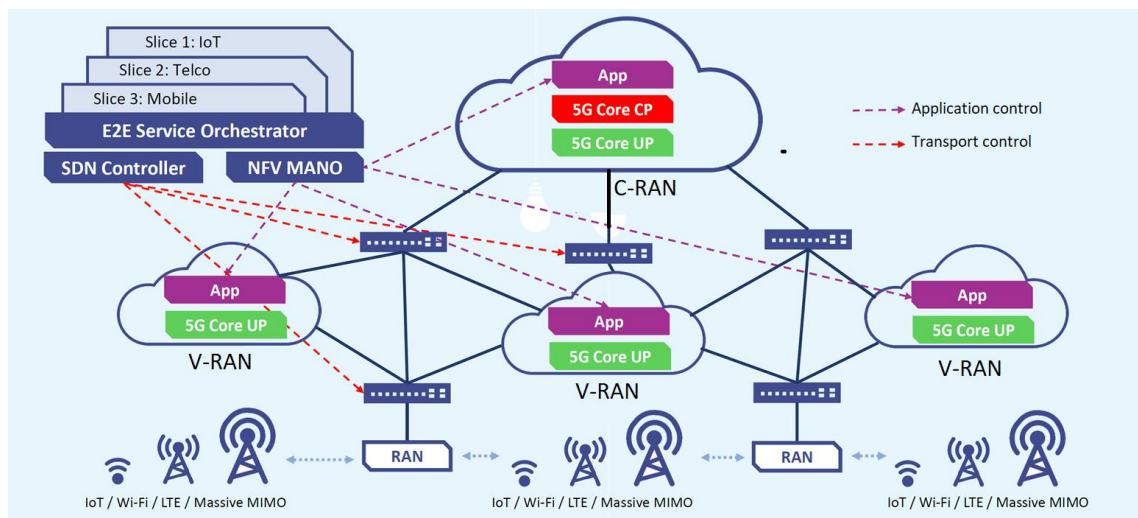 Slice 1: IoT
Slice 2: Telco
Slice 3: Mobile
E2E Service Orchestrator
SDN Controller
NFV MANO
App
5G Core CP
5G Core UP
C-RAN
Application control
Transport control
App
5G Core UP
V-RAN
App
5G Core UP
V-RAN
App
5G Core UP
V-RAN
RAN
RAN
IoT / Wi-Fi / LTE / Massive MIMO
IoT / Wi-Fi / LTE / Massive MIMO
IoT / Wi-Fi / LTE / Massive MIMO